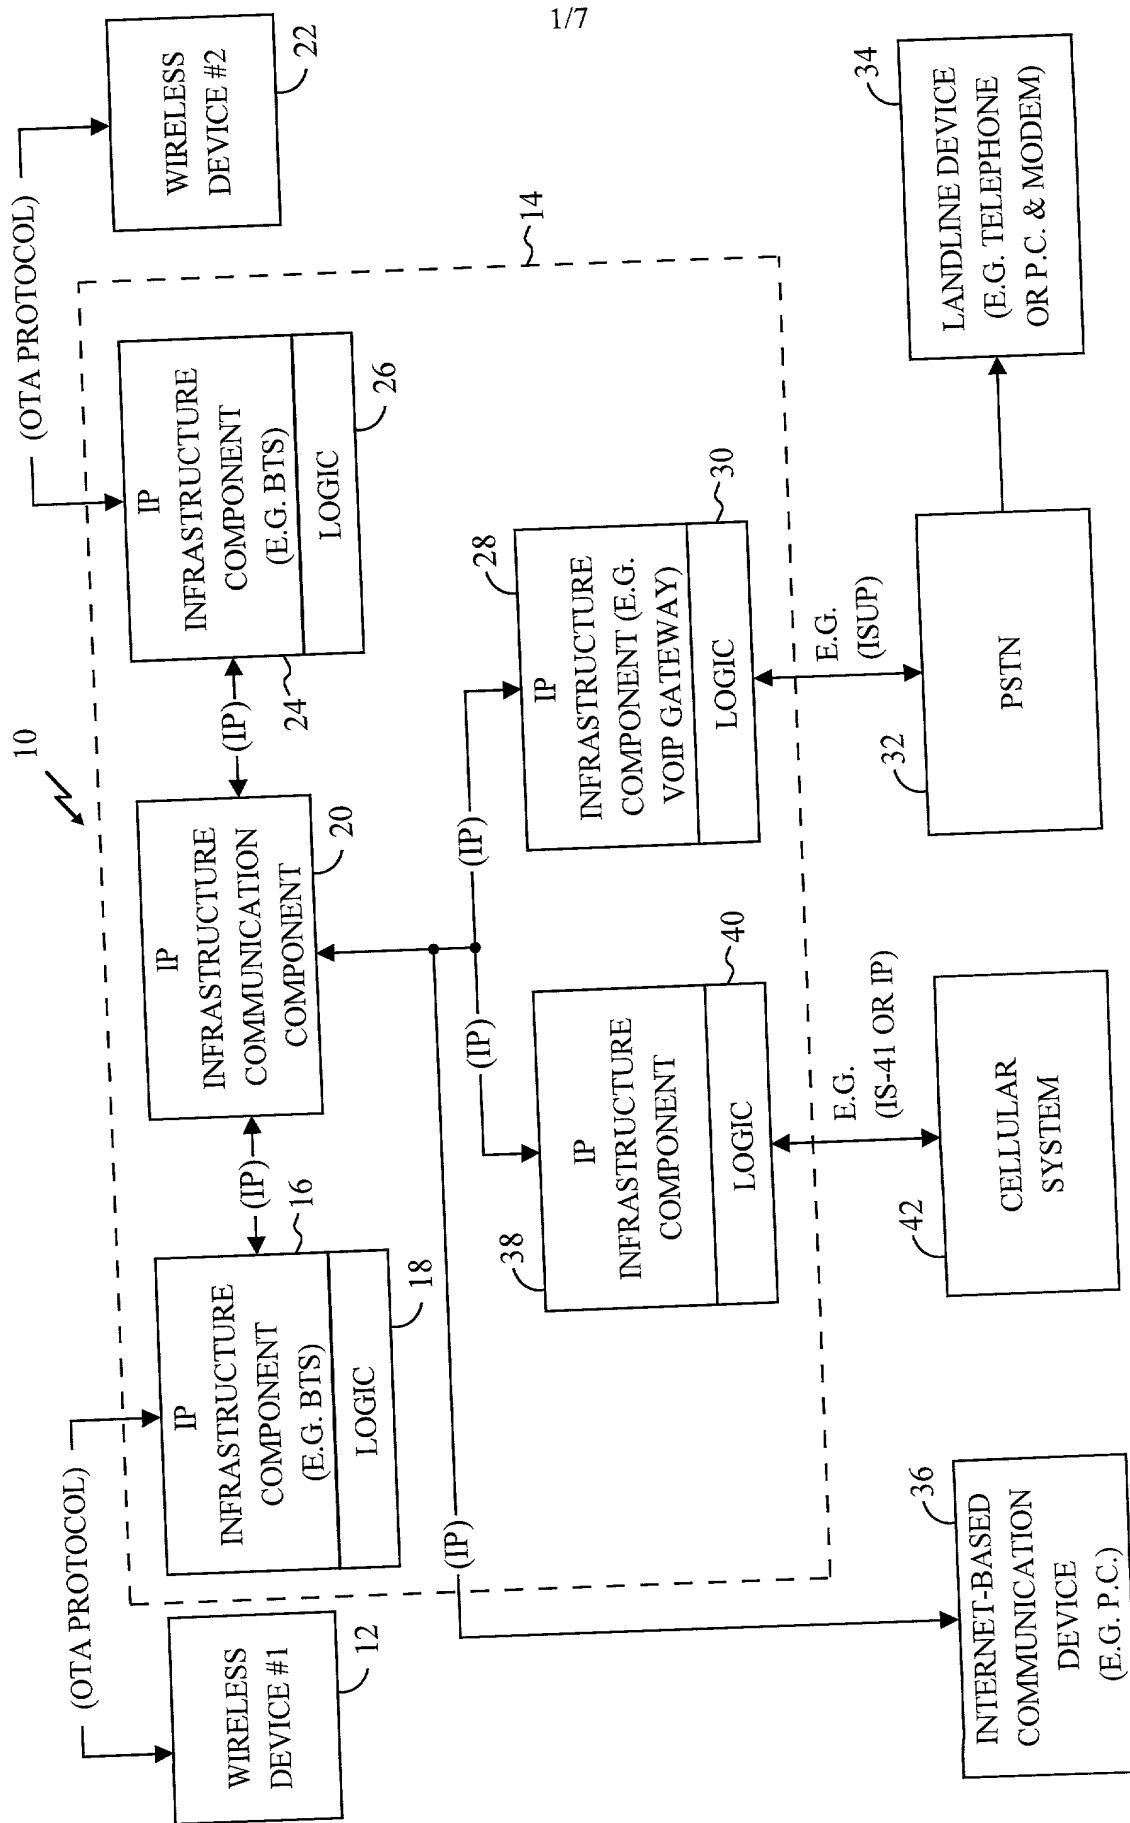 1/7
10
(OTA PROTOCOL)
WIRELESS
DEVICE #1
12
IP
INFRASTRUCTURE
COMPONENT
(E.G. BTS)
LOGIC
16
18
(IP)
IP
INFRASTRUCTURE
COMMUNICATION
COMPONENT
20
(IP)
24
IP
INFRASTRUCTURE
COMPONENT
(E.G. BTS)
LOGIC
26
(OTA PROTOCOL)
WIRELESS
DEVICE #2
22
14
(IP)
(IP)
(IP)
38
IP
INFRASTRUCTURE
COMPONENT
LOGIC
40
28
IP
INFRASTRUCTURE
COMPONENT (E.G.
VOIP GATEWAY)
LOGIC
30
E.G.
(IS-41 OR IP)
E.G.
(ISUP)
36
INTERNET-BASED
COMMUNICATION
DEVICE
(E.G. P.C.)
42
CELLULAR
SYSTEM
32
PSTN
34
LANDLINE DEVICE
(E.G. TELEPHONE
OR P.C. & MODEM)